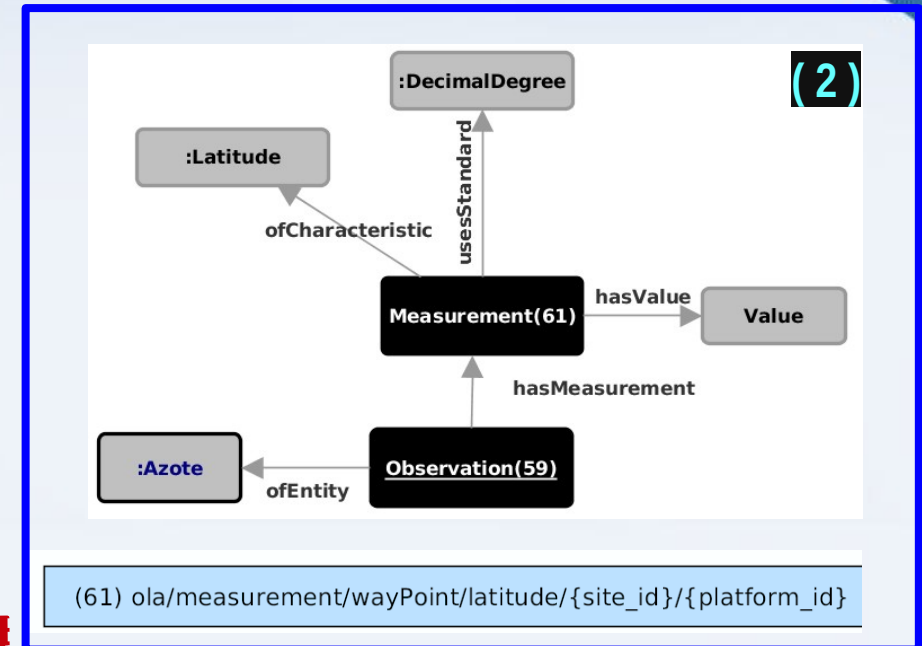 (2)
:DecimalDegree
:Latitude
usesStandard
ofCharacteristic
hasValue
Measurement(61)
Value
hasMeasurement
:Azote
Observation(59)
ofEntity
(61) ola/measurement/wayPoint/latitude/{site_id}/{platform_id}